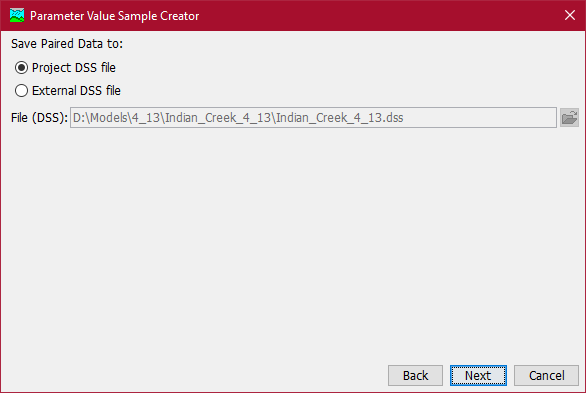 Parameter Value Sample Creator
Save Paired Data to:
Project DSS file
External DSS file
File (DSS): D:\Models\4_13\Indian_Creek_4_13\Indian_Creek_4_13.dss
Back Next Cancel